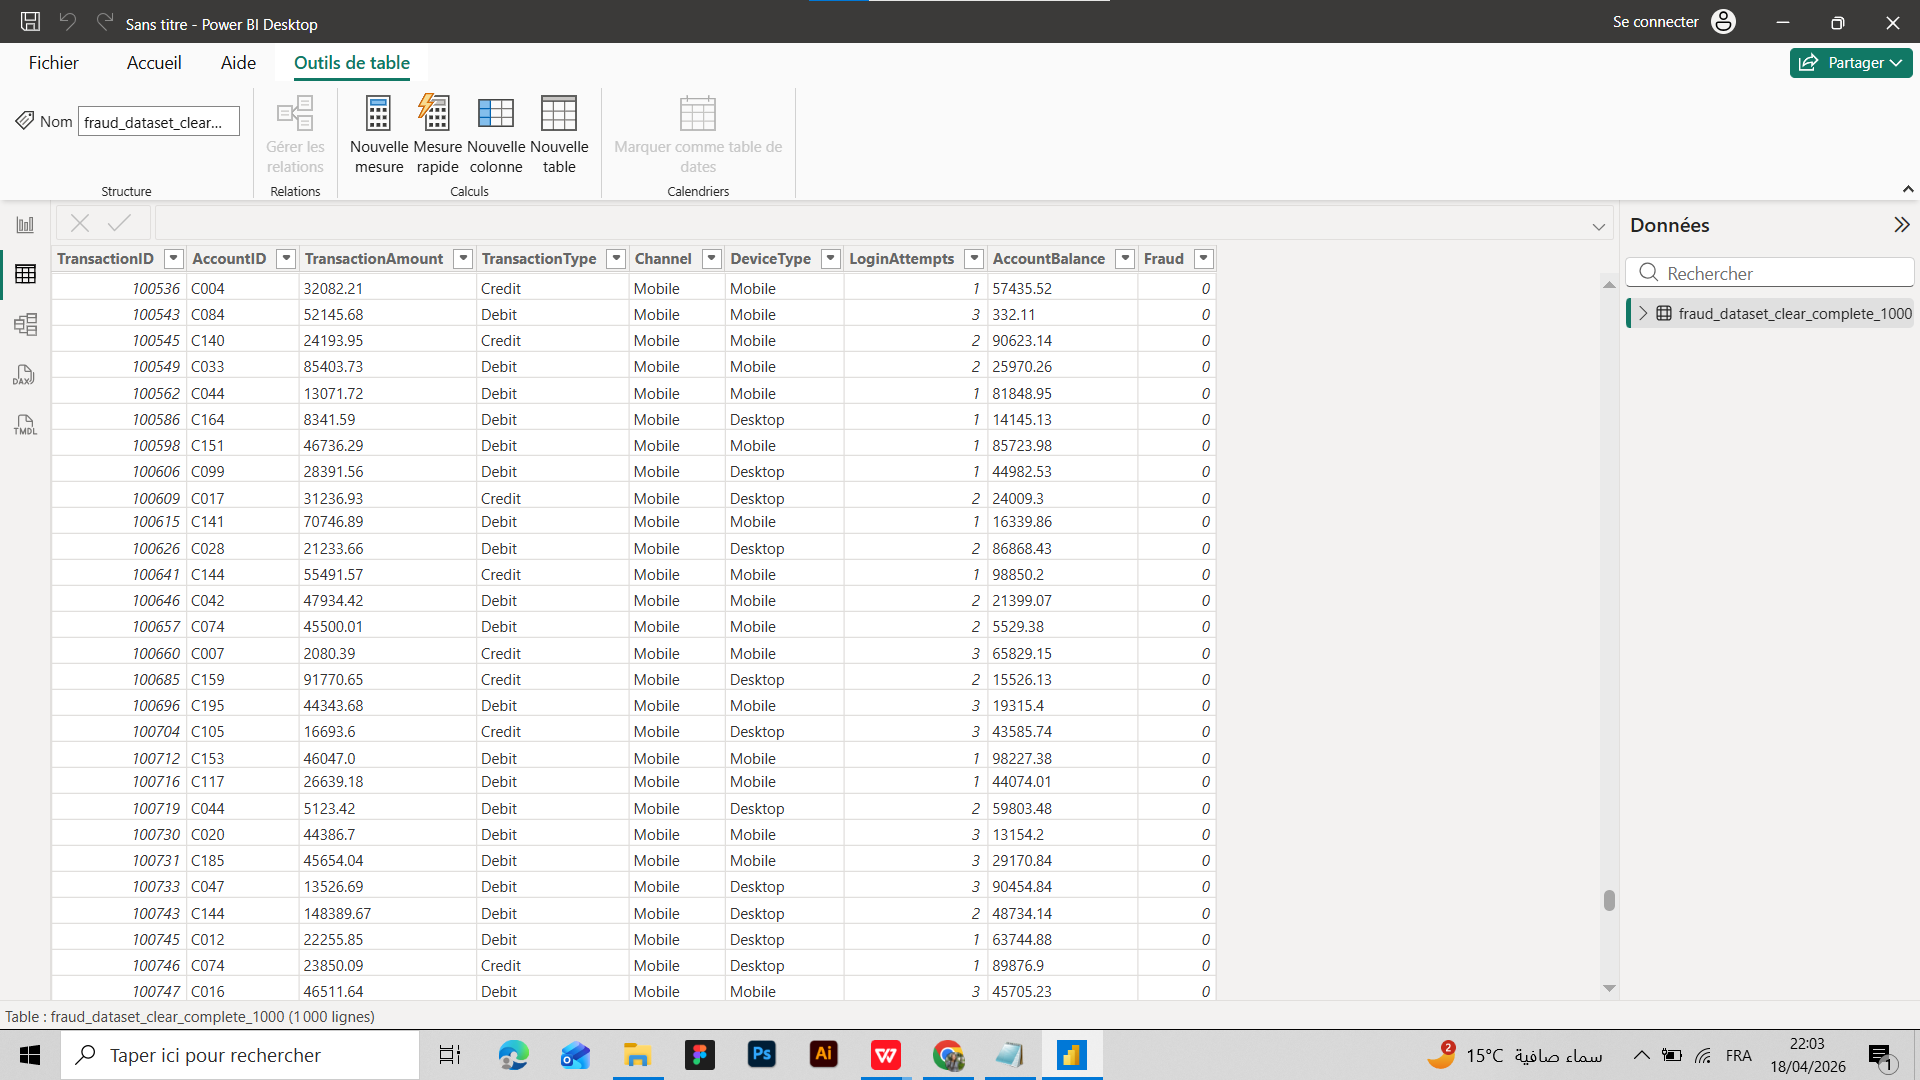 Sans titre - Power BI Desktop
Se connecter
Fichier
Accueil
Aide
Outils de table
Partager
Nom
fraud_dataset_clear...
Gérer les relations
Nouvelle mesure
Mesure rapide
Nouvelle colonne
Nouvelle table
Marquer comme table de dates
Structure
Relations
Calculs
Calendriers
DAX
TMDL
Données
Rechercher
fraud_dataset_clear_complete_1000
TransactionID AccountID TransactionAmount TransactionType Channel DeviceType LoginAttempts AccountBalance Fraud
100536 C004 32082.21 Credit Mobile Mobile 1 57435.52 0
100543 C084 52145.68 Debit Mobile Mobile 3 332.11 0
100545 C140 24193.95 Credit Mobile Mobile 2 90623.14 0
100549 C033 85403.73 Debit Mobile Mobile 2 25970.26 0
100562 C044 13071.72 Debit Mobile Mobile 1 81848.95 0
100586 C164 8341.59 Debit Mobile Desktop 1 14145.13 0
100598 C151 46736.29 Debit Mobile Mobile 1 85723.98 0
100606 C099 28391.56 Debit Mobile Desktop 1 44982.53 0
100609 C017 31236.93 Credit Mobile Desktop 2 24009.3 0
100615 C141 70746.89 Debit Mobile Mobile 1 16339.86 0
100626 C028 21233.66 Debit Mobile Desktop 2 86868.43 0
100641 C144 55491.57 Credit Mobile Mobile 1 98850.2 0
100646 C042 47934.42 Debit Mobile Mobile 2 21399.07 0
100657 C074 45500.01 Debit Mobile Mobile 2 5529.38 0
100660 C007 2080.39 Credit Mobile Mobile 3 65829.15 0
100685 C159 91770.65 Credit Mobile Desktop 2 15526.13 0
100696 C195 44343.68 Debit Mobile Mobile 3 19315.4 0
100704 C105 16693.6 Credit Mobile Desktop 3 43585.74 0
100712 C153 46047.0 Debit Mobile Mobile 1 98227.38 0
100716 C117 26639.18 Debit Mobile Mobile 1 44074.01 0
100719 C044 5123.42 Debit Mobile Desktop 2 59803.48 0
100730 C020 44386.7 Debit Mobile Mobile 3 13154.2 0
100731 C185 45654.04 Debit Mobile Mobile 3 29170.84 0
100733 C047 13526.69 Debit Mobile Desktop 3 90454.84 0
100743 C144 148389.67 Debit Mobile Desktop 2 48734.14 0
100745 C012 22255.85 Debit Mobile Desktop 1 63744.88 0
100746 C074 23850.09 Credit Mobile Desktop 1 89876.9 0
100747 C016 46511.64 Debit Mobile Mobile 3 45705.23 0
Table : fraud_dataset_clear_complete_1000 (1 000 lignes)
Taper ici pour rechercher
Ps
Ai
W
2
15°C سماء صافية
FRA
22:03
18/04/2026
1